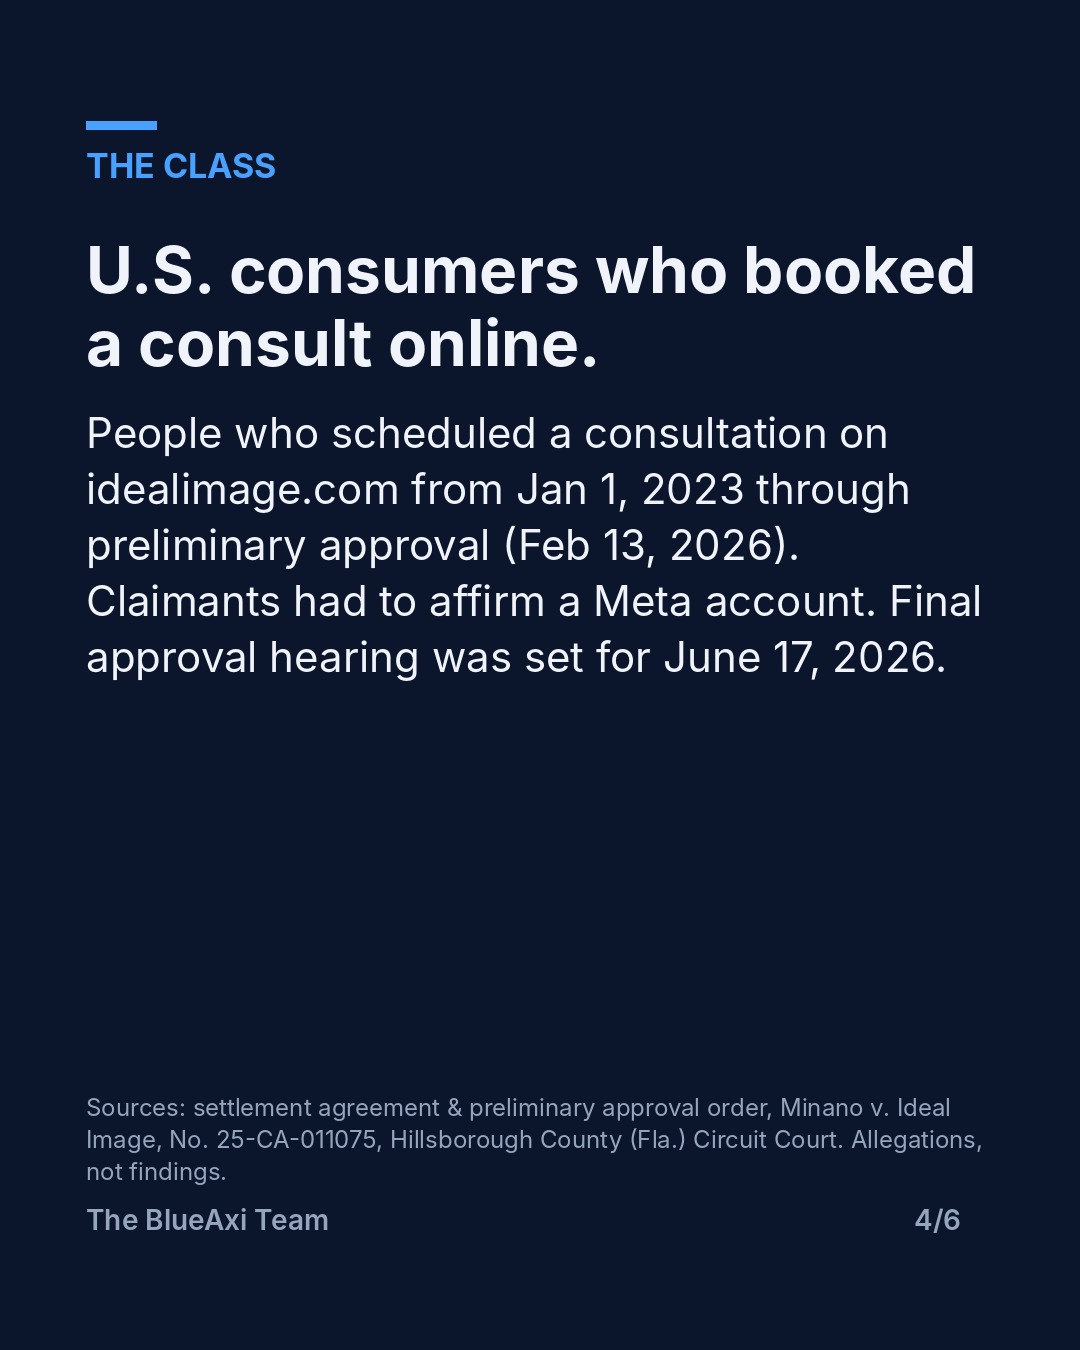 THE CLASS
U.S. consumers who booked
a consult online.
People who scheduled a consultation on
idealimage.com from Jan 1, 2023 through
preliminary approval (Feb 13, 2026).
Claimants had to affirm a Meta account. Final
approval hearing was set for June 17, 2026.
Sources: settlement agreement & preliminary approval order, Minano v. Ideal
Image, No. 25-CA-011075, Hillsborough County (Fla.) Circuit Court. Allegations,
not findings.
The BlueAxi Team
4/6